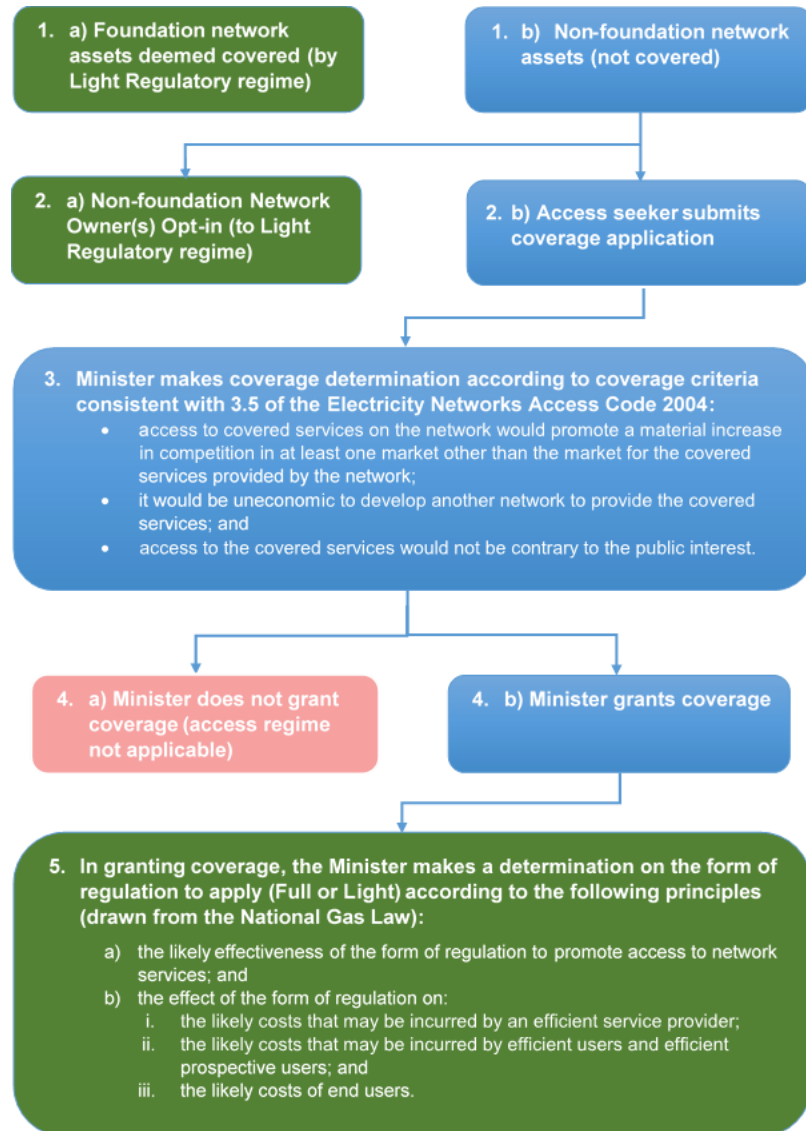 1. a) Foundation network
assets deemed covered (by
Light Regulatory regime)
1. b) Non-foundation network
assets (not covered)
2. a) Non-foundation Network
Owner(s) Opt-in (to Light
Regulatory regime)
2. b) Access seeker submits
coverage application
3. Minister makes coverage determination according to coverage criteria
consistent with 3.5 of the Electricity Networks Access Code 2004:
• access to covered services on the network would promote a material increase
in competition in at least one market other than the market for the covered
services provided by the network;
• it would be uneconomic to develop another network to provide the covered
services; and
• access to the covered services would not be contrary to the public interest.
4. a) Minister does not grant
coverage (access regime
not applicable)
4. b) Minister grants coverage
5. In granting coverage, the Minister makes a determination on the form of
regulation to apply (Full or Light) according to the following principles
(drawn from the National Gas Law):
a) the likely effectiveness of the form of regulation to promote access to network
services; and
b) the effect of the form of regulation on:
i. the likely costs that may be incurred by an efficient service provider;
ii. the likely costs that may be incurred by efficient users and efficient
prospective users; and
iii. the likely costs of end users.